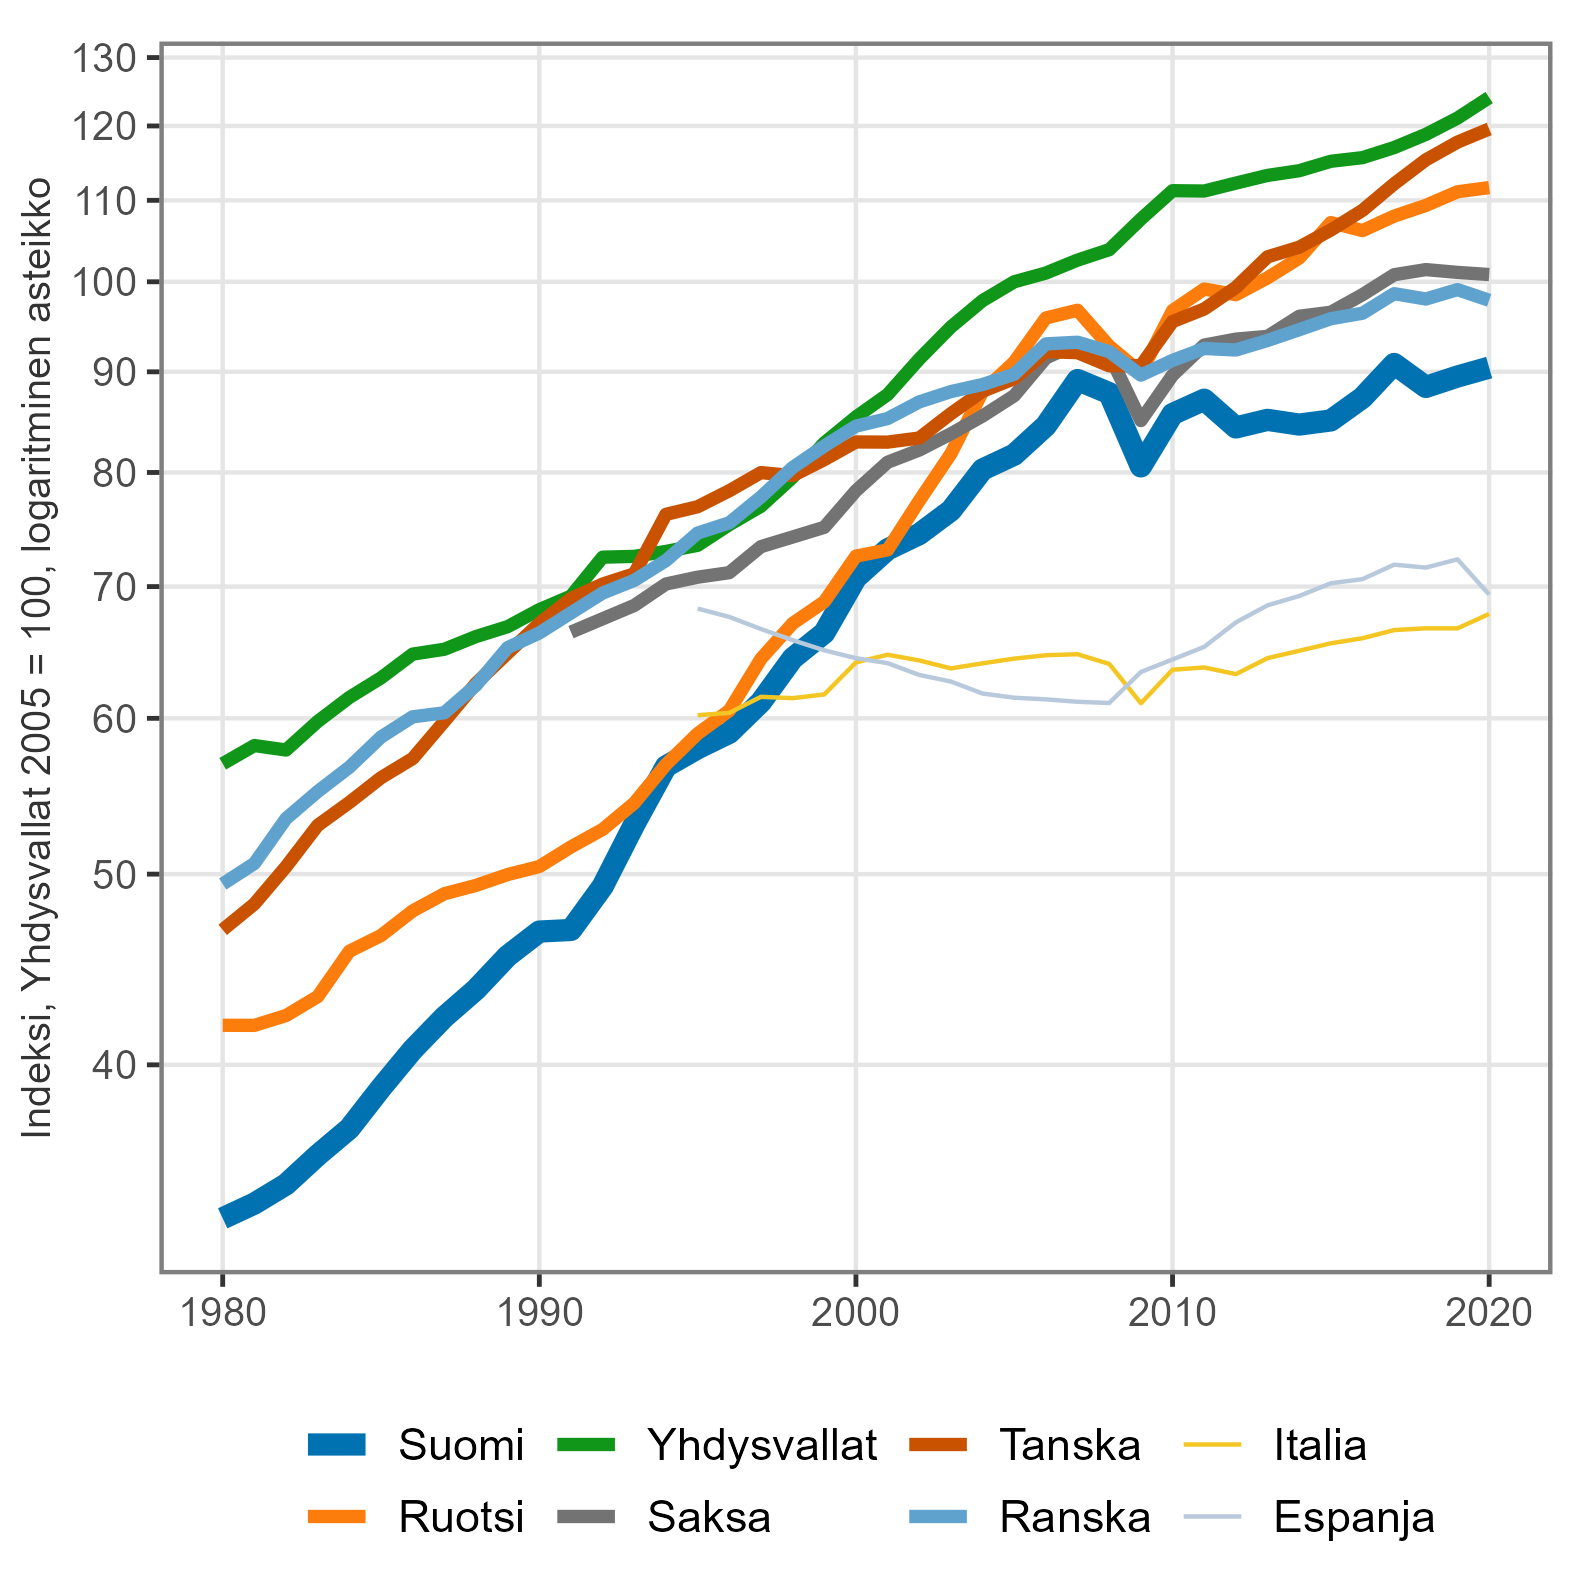 Indeksi, Yhdysvallat 2005 = 100, logaritminen asteikko
130
120
110
100
90
80
70
60
50
40
1980 1990 2000 2010 2020
Suomi Yhdysvallat Tanska Italia
Ruotsi Saksa Ranska Espanja